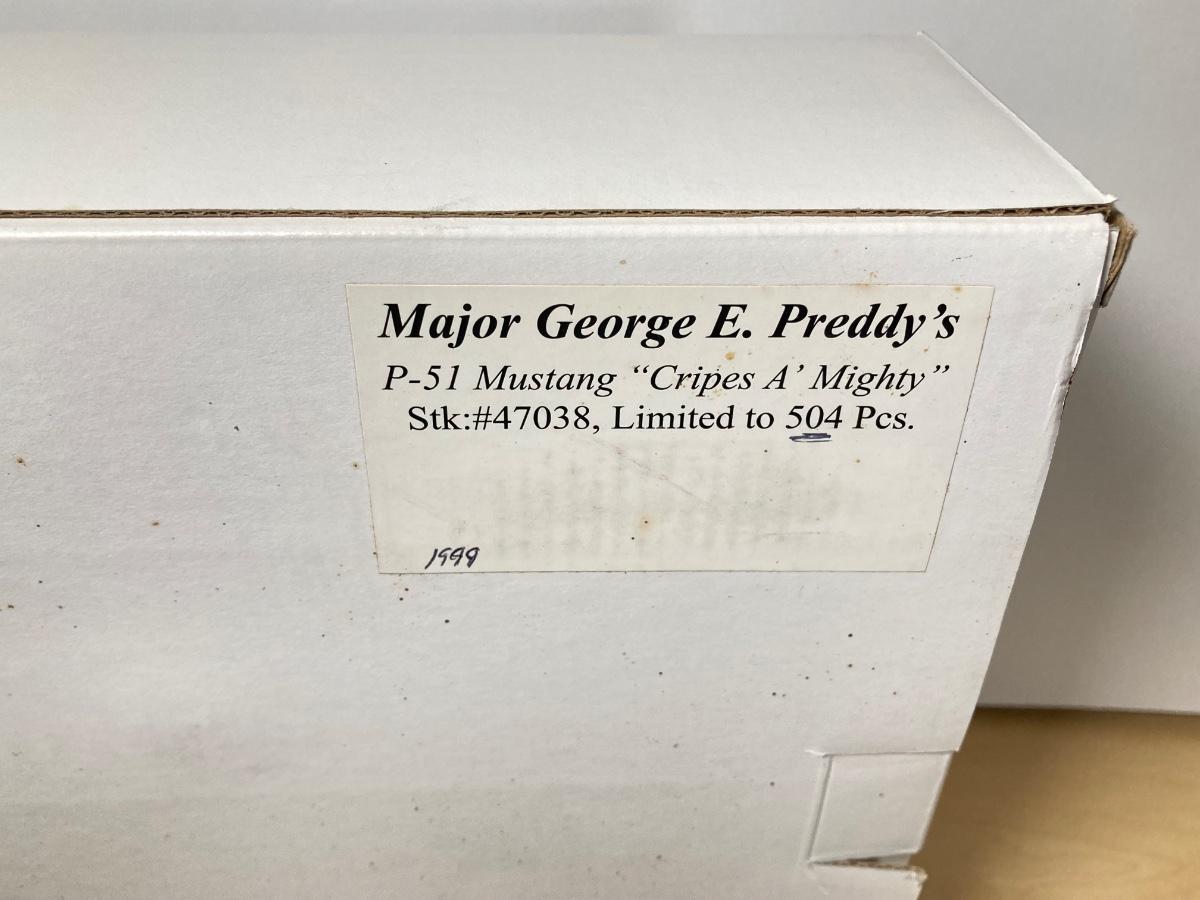 Major George E. Preddy's
P-51 Mustang “Cripes A’ Mighty”
Stk:#47038, Limited to 504 Pcs.
1999